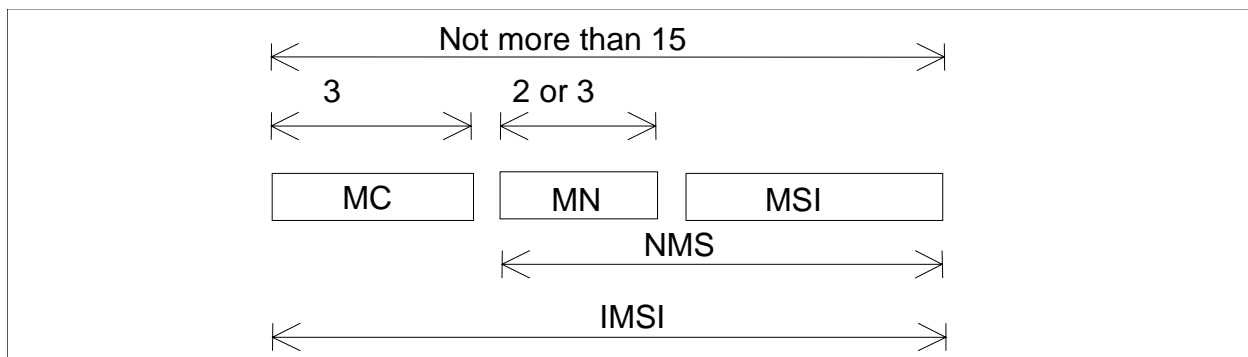 Not more than 15
3 2 or 3
MC MN MSI
NMS
IMSI